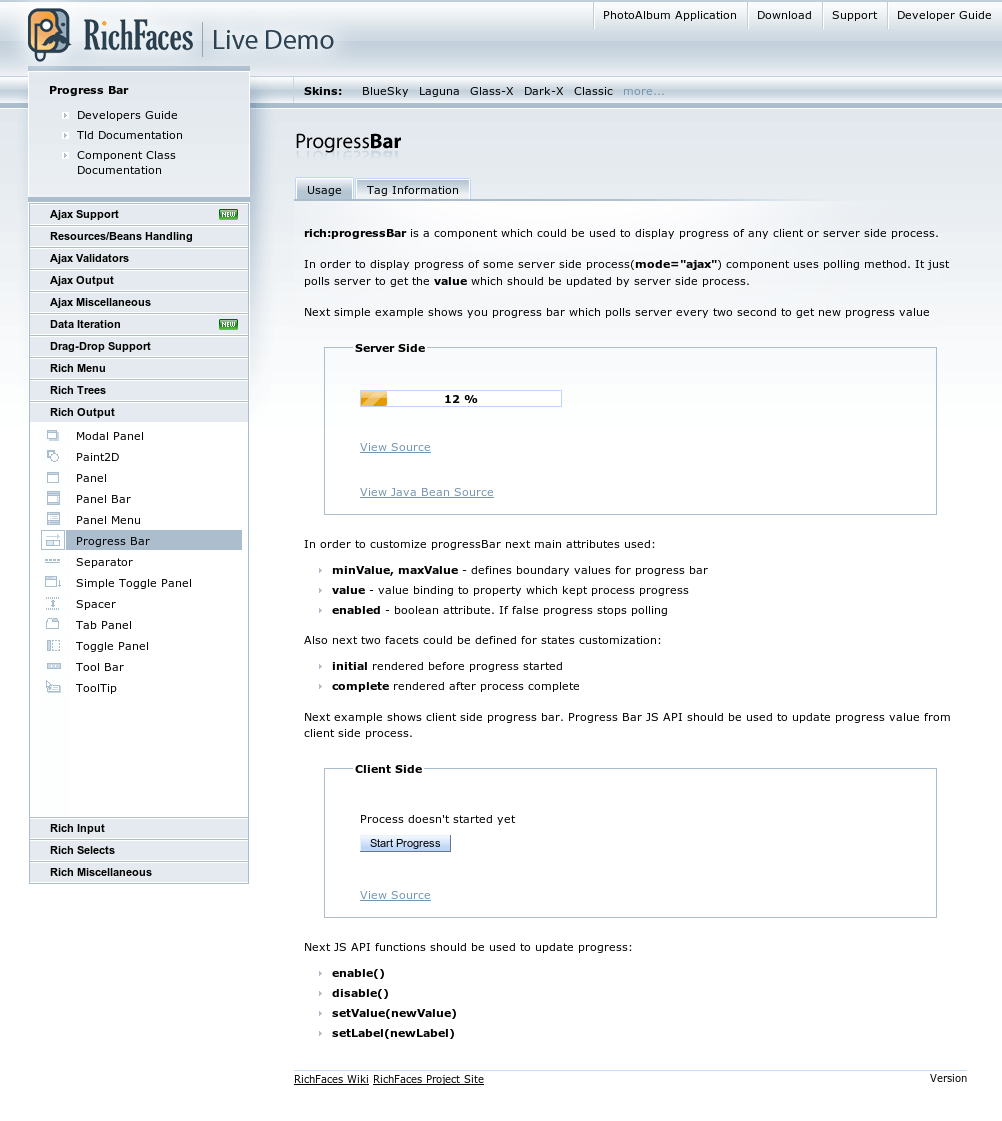 RichFaces Live Demo
PhotoAlbum Application Download Support Developer Guide
Skins: BlueSky Laguna Glass-X Dark-X Classic more...
Progress Bar
Developers Guide
Tld Documentation
Component Class
Documentation
Ajax Support NEW
Resources/Beans Handling
Ajax Validators
Ajax Output
Ajax Miscellaneous
Data Iteration NEW
Drag-Drop Support
Rich Menu
Rich Trees
Rich Output
Modal Panel
Paint2D
Panel
Panel Bar
Panel Menu
Progress Bar
Separator
Simple Toggle Panel
Spacer
Tab Panel
Toggle Panel
Tool Bar
ToolTip
Rich Input
Rich Selects
Rich Miscellaneous
ProgressBar
Usage Tag Information
rich:progressBar is a component which could be used to display progress of any client or server side process.
In order to display progress of some server side process(mode="ajax") component uses polling method. It just
polls server to get the value which should be updated by server side process.
Next simple example shows you progress bar which polls server every two second to get new progress value
Server Side
12 %
View Source
View Java Bean Source
In order to customize progressBar next main attributes used:
minValue, maxValue - defines boundary values for progress bar
value - value binding to property which kept process progress
enabled - boolean attribute. If false progress stops polling
Also next two facets could be defined for states customization:
initial rendered before progress started
complete rendered after process complete
Next example shows client side progress bar. Progress Bar JS API should be used to update progress value from
client side process.
Client Side
Process doesn't started yet
Start Progress
View Source
Next JS API functions should be used to update progress:
enable()
disable()
setValue(newValue)
setLabel(newLabel)
RichFaces Wiki RichFaces Project Site Version